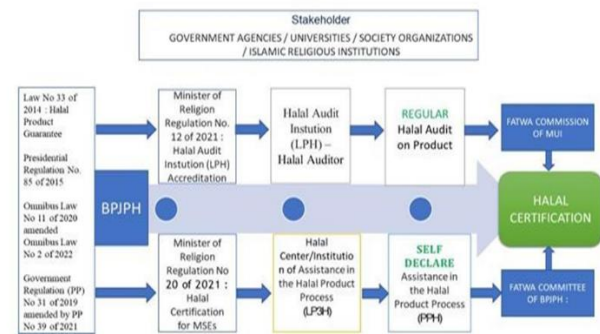 Stakeholder
GOVERNMENT AGENCIES / UNIVERSITIES / SOCIETY ORGANIZATIONS
/ ISLAMIC RELIGIOUS INSTITUTIONS
Law No 33 of
2014 : Halal
Product
Guarantee
Presidential
Regulation No.
85 of 2015
Omnibus Law
No 11 of 2020
amended
Omnibus Law
No 2 of 2022
Government
Regulation (PP)
No 31 of 2019
amended by PP
No 39 of 2021
BPJPH
Minister of
Religion
Regulation No.
12 of 2021 :
Halal Audit
Instution (LPH)
Accreditation
Halal Audit
Instution
(LPH) –
Halal Auditor
REGULAR
Halal Audit
on Product
FATWA COMMISSION
OF MUI
HALAL
CERTIFICATION
Minister of
Religion
Regulation No
20 of 2021 :
Halal
Certification
for MSEs
Halal
Center/Institutio
n of Assistance in
the Halal Product
Process
(LP3H)
SELF
DECLARE
Assistance in
the Halal
Product Process
(PPH)
FATWA COMMITTEE
OF BPJPH :